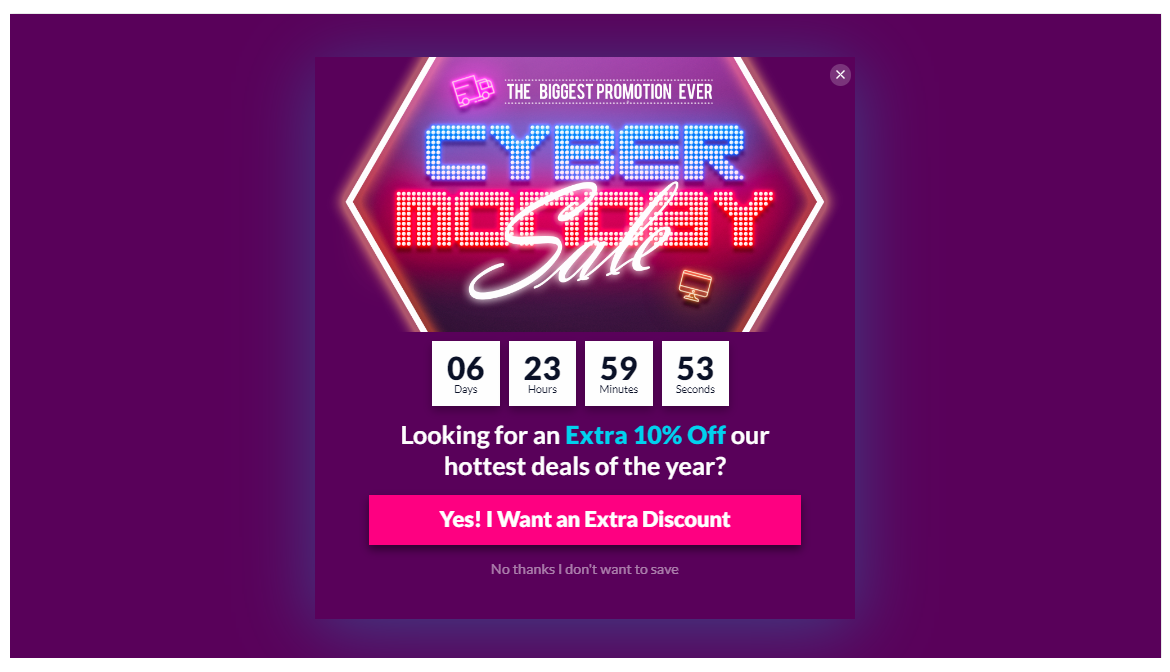 THE BIGGEST PROMOTION EVER
CYBER
MONDAY
Sale
06 23 59 53
Days Hours Minutes Seconds
Looking for an Extra 10% Off our
hottest deals of the year?
Yes! I Want an Extra Discount
No thanks I don't want to save